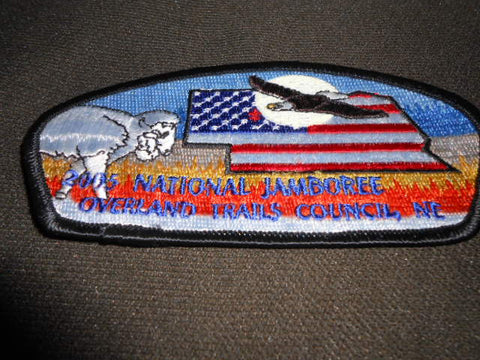 2005 NATIONAL JAMBOREE
OVERLAND TRAILS COUNCIL, NE